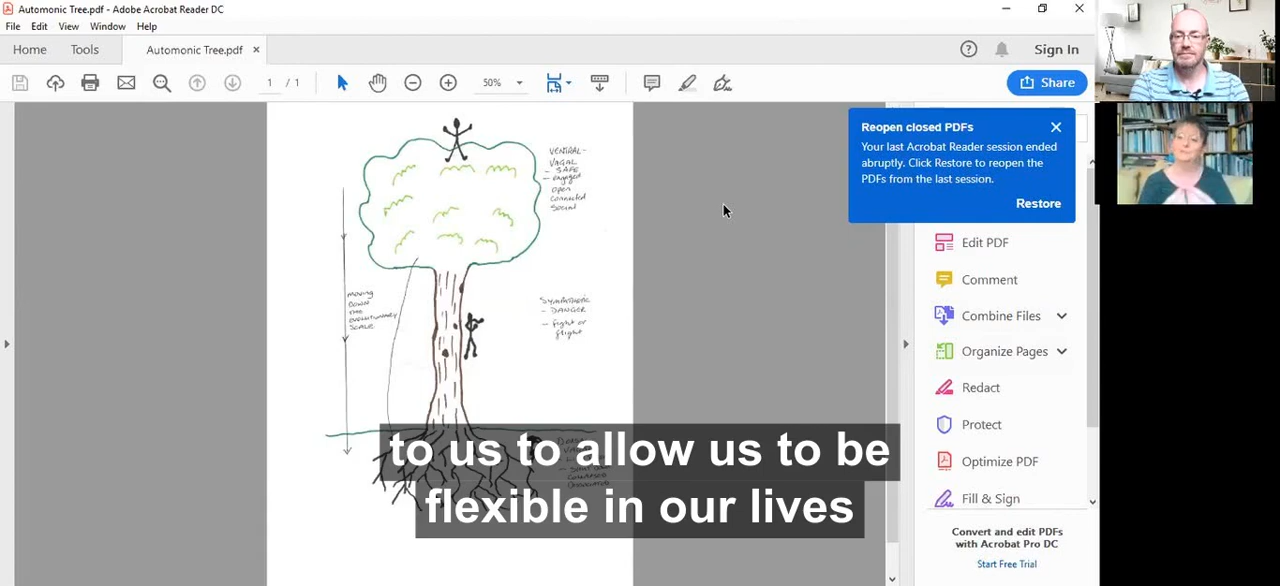 Automonic Tree.pdf - Adobe Acrobat Reader DC
File Edit View Window Help
Home Tools Automonic Tree.pdf × Sign In
1 / 1 50% Share
Reopen closed PDFs
Your last Acrobat Reader session ended
abruptly. Click Restore to reopen the
PDFs from the last session.
Restore
Edit PDF
Comment
Combine Files
Organize Pages
Redact
Protect
Optimize PDF
Fill & Sign
Convert and edit PDFs
with Acrobat Pro DC
Start Free Trial
VENTRAL-
VAGAL
- SAFE
- engaged
open
connected
social
MOVING
DOWN
THE
EVOLUTIONARY
SCALE
SYMPATHETIC
- DANGER
- fight or
flight
to us to allow us to be
flexible in our lives